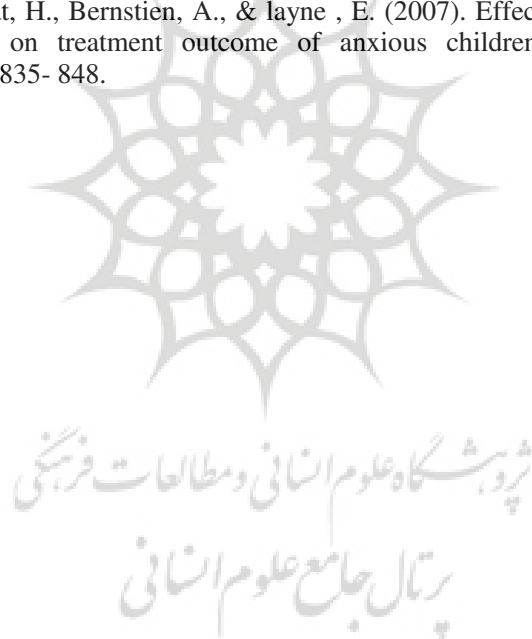 at, H., Bernstien, A., & layne , E. (2007). Effec
on treatment outcome of anxious children
835- 848.
پژوهشگاه علوم انسانی و مطالعات فرهنگی
پرتال جامع علوم انسانی